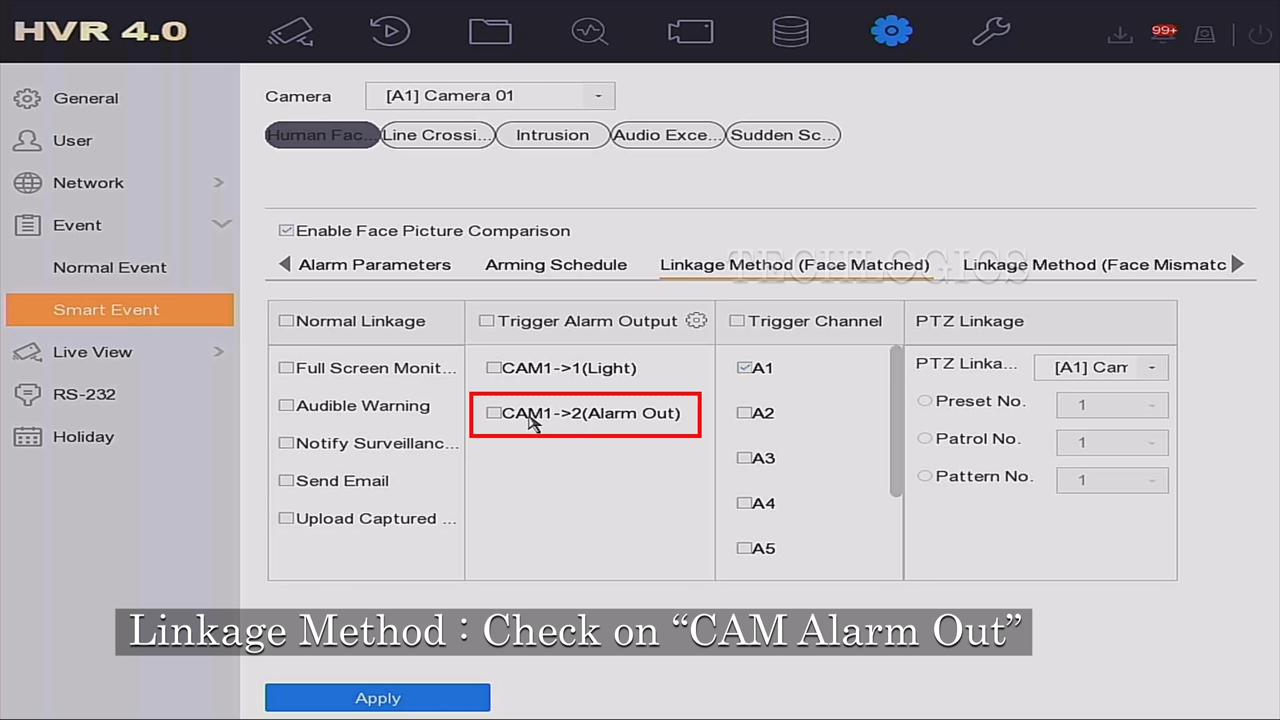 HVR 4.0
99+
General
User
Network
Event
Normal Event
Smart Event
Live View
RS-232
Holiday
Camera [A1] Camera 01
Human Fac... Line Crossi... Intrusion Audio Exce... Sudden Sc...
Enable Face Picture Comparison
TECHLOGICS
Alarm Parameters Arming Schedule Linkage Method (Face Matched) Linkage Method (Face Mismatc
Normal Linkage Trigger Alarm Output Trigger Channel PTZ Linkage
Full Screen Monit... CAM1->1(Light) A1 PTZ Linka... [A1] Cam
Audible Warning CAM1->2(Alarm Out) A2 Preset No. 1
Notify Surveillanc... A3 Patrol No. 1
Send Email A4 Pattern No. 1
Upload Captured ... A5
Linkage Method : Check on “CAM Alarm Out”
Apply